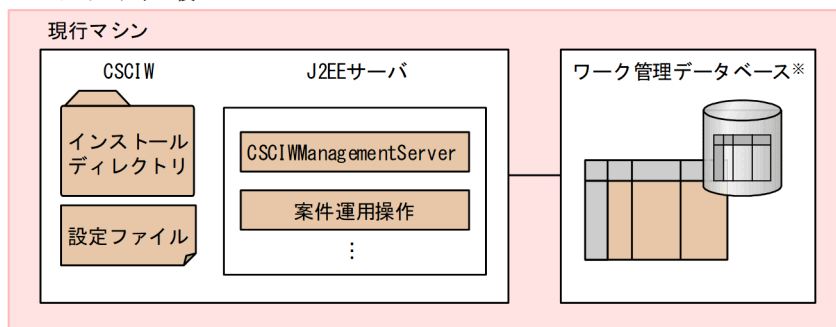 現行マシン
CSCIW
J2EEサーバ
ワーク管理データベース※
インストール
ディレクトリ
設定ファイル
CSCIWManagementServer
案件運用操作
⋮